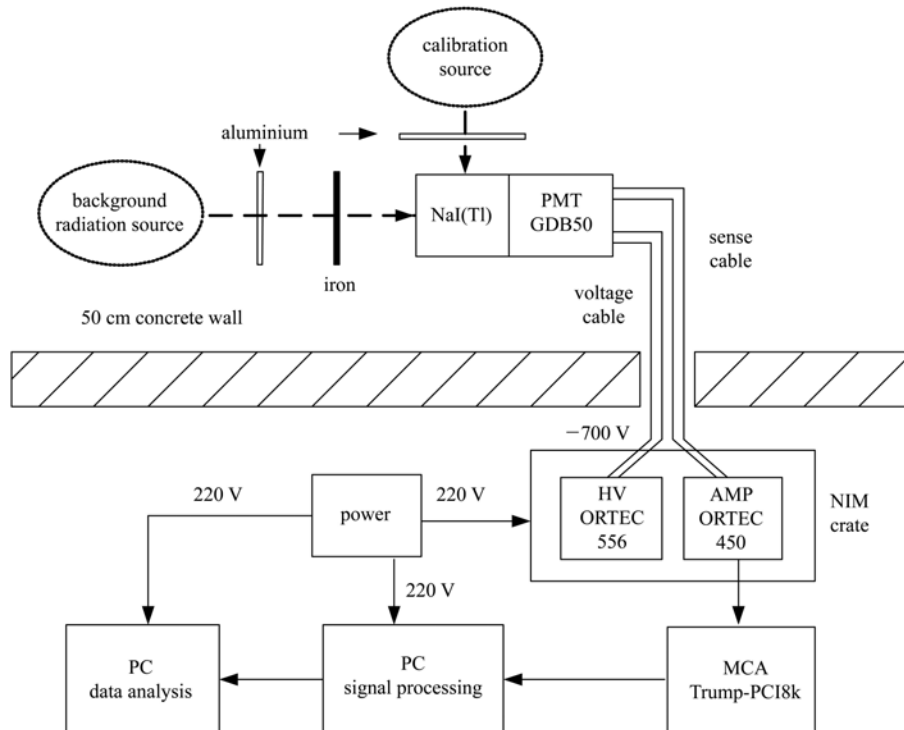 calibration
source
aluminium
background
radiation source
NaI(Tl)
PMT
GDB50
sense
cable
iron
voltage
cable
50 cm concrete wall
−700 V
220 V
power
220 V
HV
ORTEC
556
AMP
ORTEC
450
NIM
crate
220 V
PC
data analysis
PC
signal processing
MCA
Trump-PCI8k